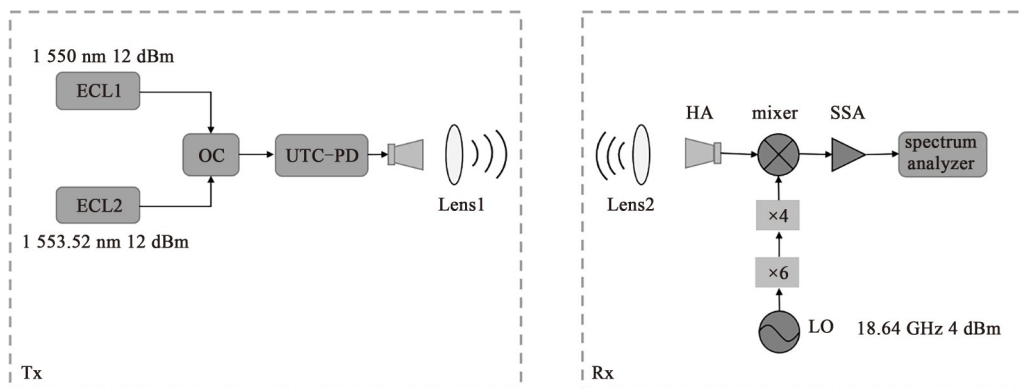 1 550 nm 12 dBm
ECL1
OC
UTC-PD
ECL2
1 553.52 nm 12 dBm
Lens1
Tx
HA
mixer
SSA
spectrum
analyzer
Lens2
×4
×6
LO
18.64 GHz 4 dBm
Rx